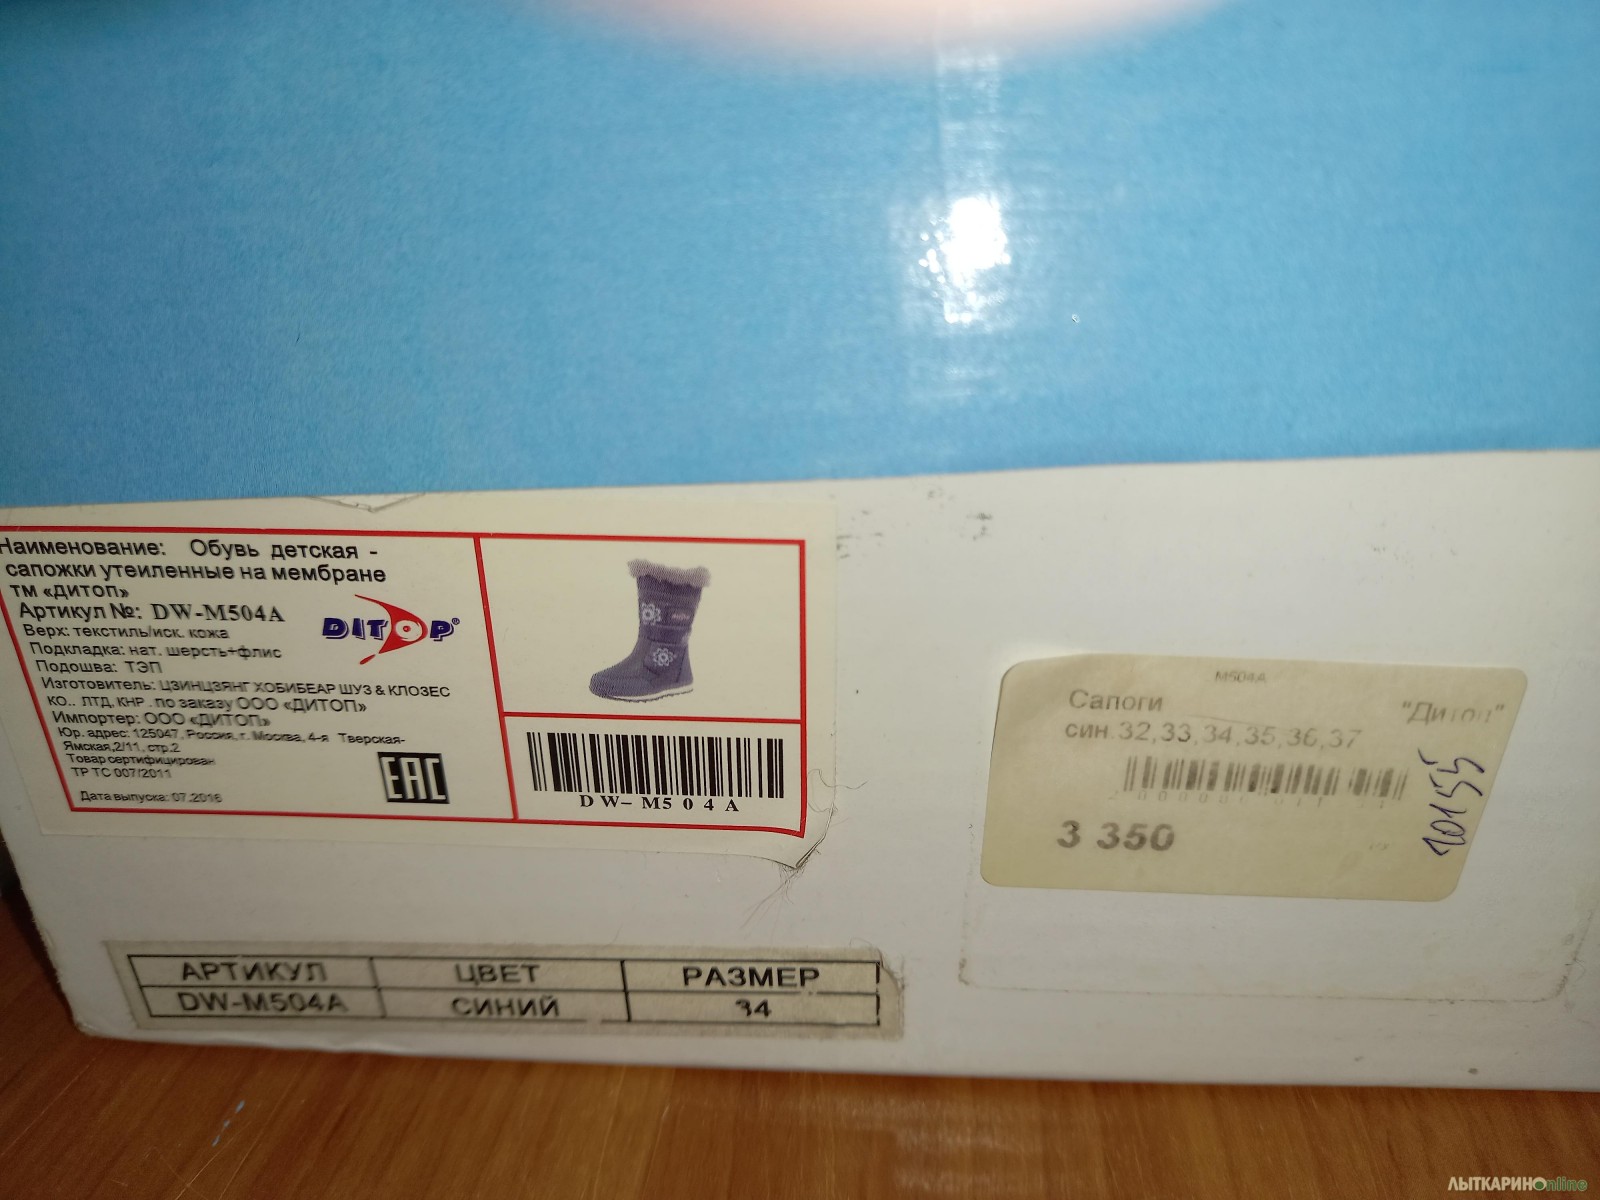 Наименование: Обувь детская -
сапожки утеиленные на мембране
тм «ДИТОП»
Артикул №: DW-M504A
Верх: текстиль/иск. кожа
Подкладка: нат. шерсть+флис
Подошва: ТЭП
Изготовитель: ЦЗИНЦЗЯНГ ХОБИБЕАР ШУЗ & КЛОЗЕС
КО., ЛТД, КНР . по заказу ООО «ДИТОП»
Импортер: ООО «ДИТОП»
Юр. адрес: 125047, Россия, г. Москва, 4-я Тверская-
Ямская,2/11, стр.2
Товар сертифицирован
ТР ТС 007/2011
Дата выпуска: 07.2016
DITOP®
EAC
DW-M504A
M504A
Сапоги "Дитоп"
син.32,33,34,35,36,37
3 350
10155
АРТИКУЛ ЦВЕТ РАЗМЕР
DW-M504A СИНИЙ 34
ЛЫТКАРИНОonline